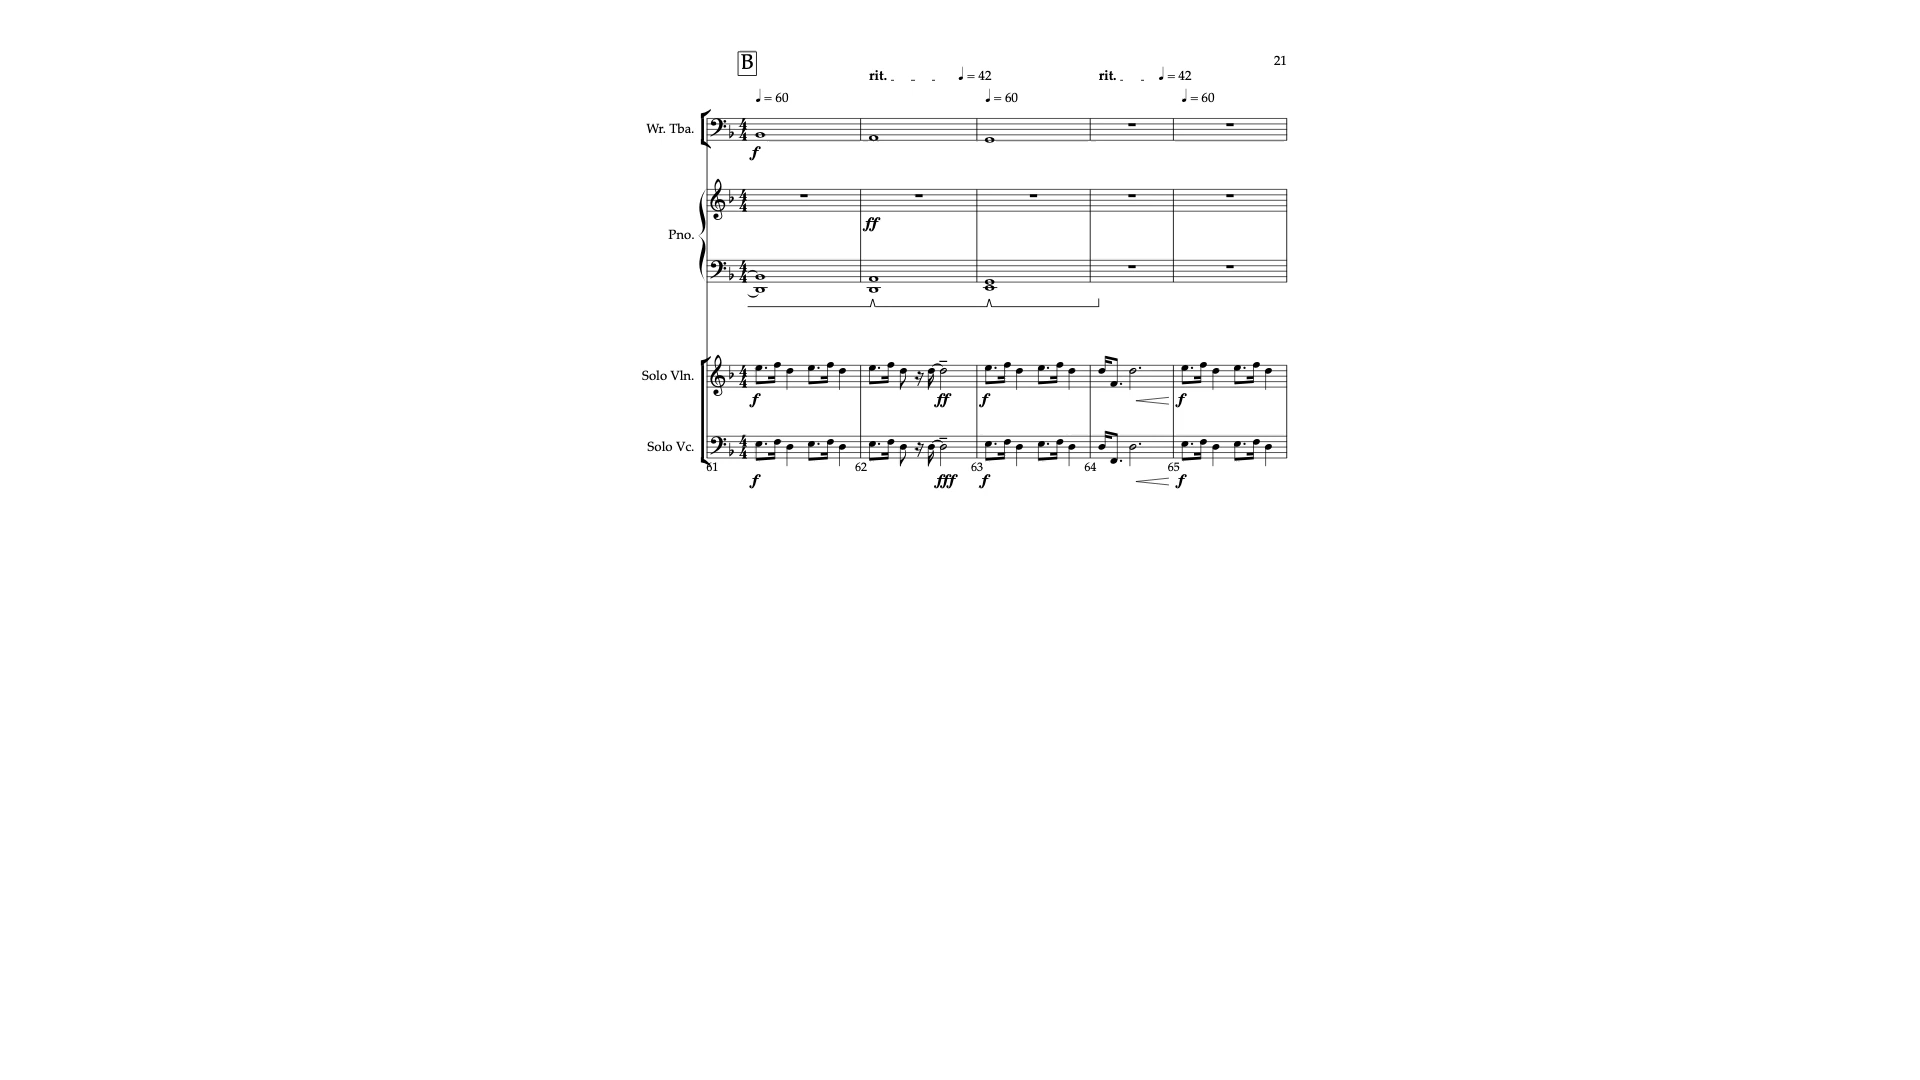 B
21
rit. ♩ = 42 rit. ♩ = 42
♩ = 60 ♩ = 60 ♩ = 60
Wr. Tba.
f
ff
Pno.
Solo Vln.
f ff f f
Solo Vc.
61 62 63 64 65
f fff f f